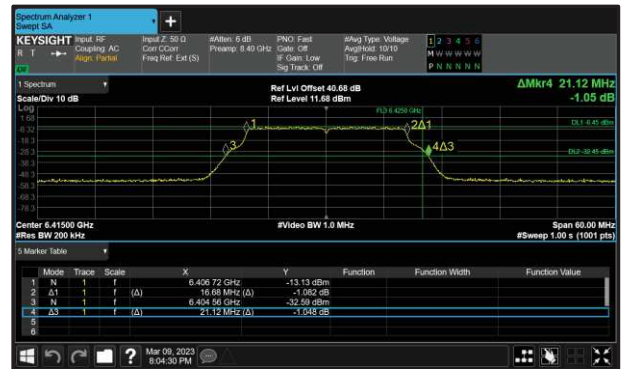 Spectrum Analyzer 1
Swept SA
+
KEYSIGHT Input: RF Input Z: 50 Ω #Atten: 6 dB PNO: Fast #Avg Type: Voltage 1 2 3 4 5 6
R T Coupling: AC Corr CCorr Preamp: 8.40 GHz Gate: Off Avg|Hold: 10/10 M W W W W W
Align: Partial Freq Ref: Ext (S) IF Gain: Low Trig: Free Run
Sig Track: Off P N N N N N
1 Spectrum Ref Lvl Offset 40.68 dB ΔMkr4 21.12 MHz
Scale/Div 10 dB Ref Level 11.68 dBm -1.05 dB
Log
1.68
-8.32 1 2Δ1 DL1 -6.45 dBm
-18.3
-28.3 3 4Δ3 DL2 -32.45 dBm
-38.3
-48.3
-58.3
-68.3
-78.3
Center 6.41500 GHz #Video BW 1.0 MHz Span 60.00 MHz
#Res BW 200 kHz #Sweep 1.00 s (1001 pts)
5 Marker Table
Mode Trace Scale X Y Function Function Width Function Value
1 N 1 f 6.406 72 GHz -13.13 dBm
2 Δ1 1 f (Δ) 16.68 MHz (Δ) -1.082 dB
3 N 1 f 6.404 56 GHz -32.59 dBm
4 Δ3 1 f (Δ) 21.12 MHz (Δ) -1.048 dB
5
6
? Mar 09, 2023
8:04:30 PM